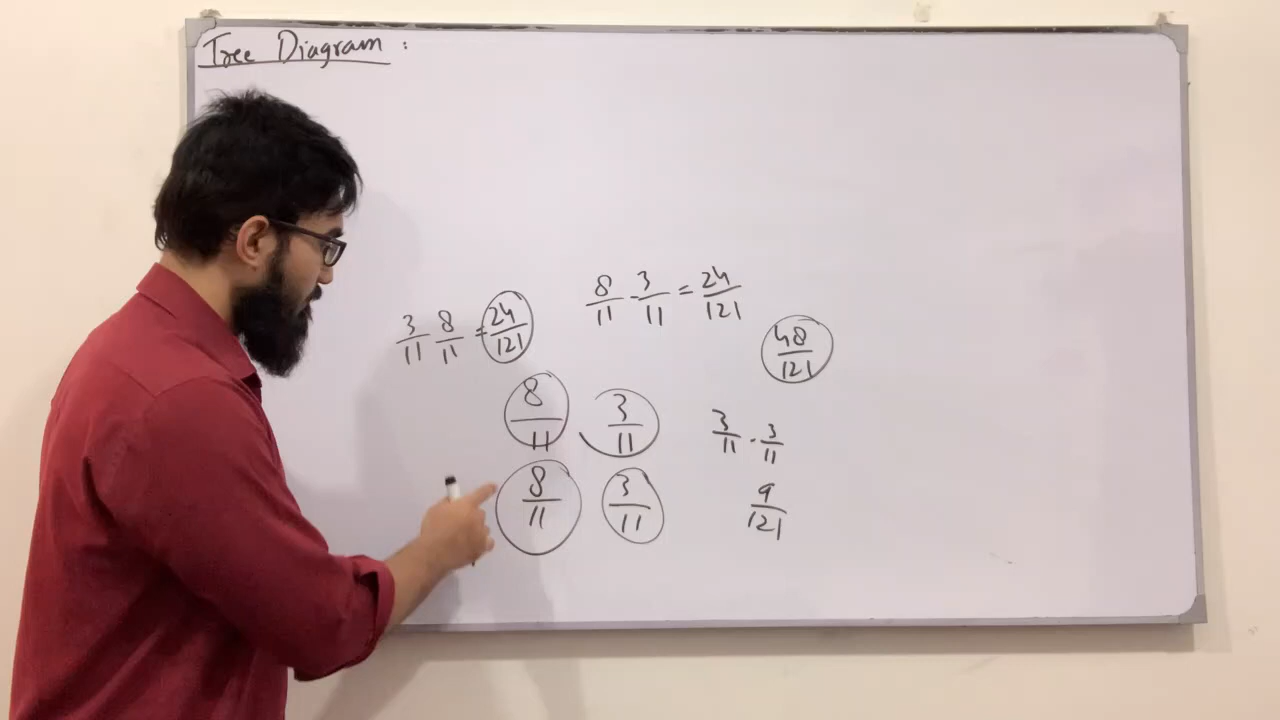 Tree Diagram :
8/11 · 3/11 = 24/121
3/11 8/11 = 24/121
48/121
8/11 3/11
3/11 · 3/11
8/11 3/11
9/121